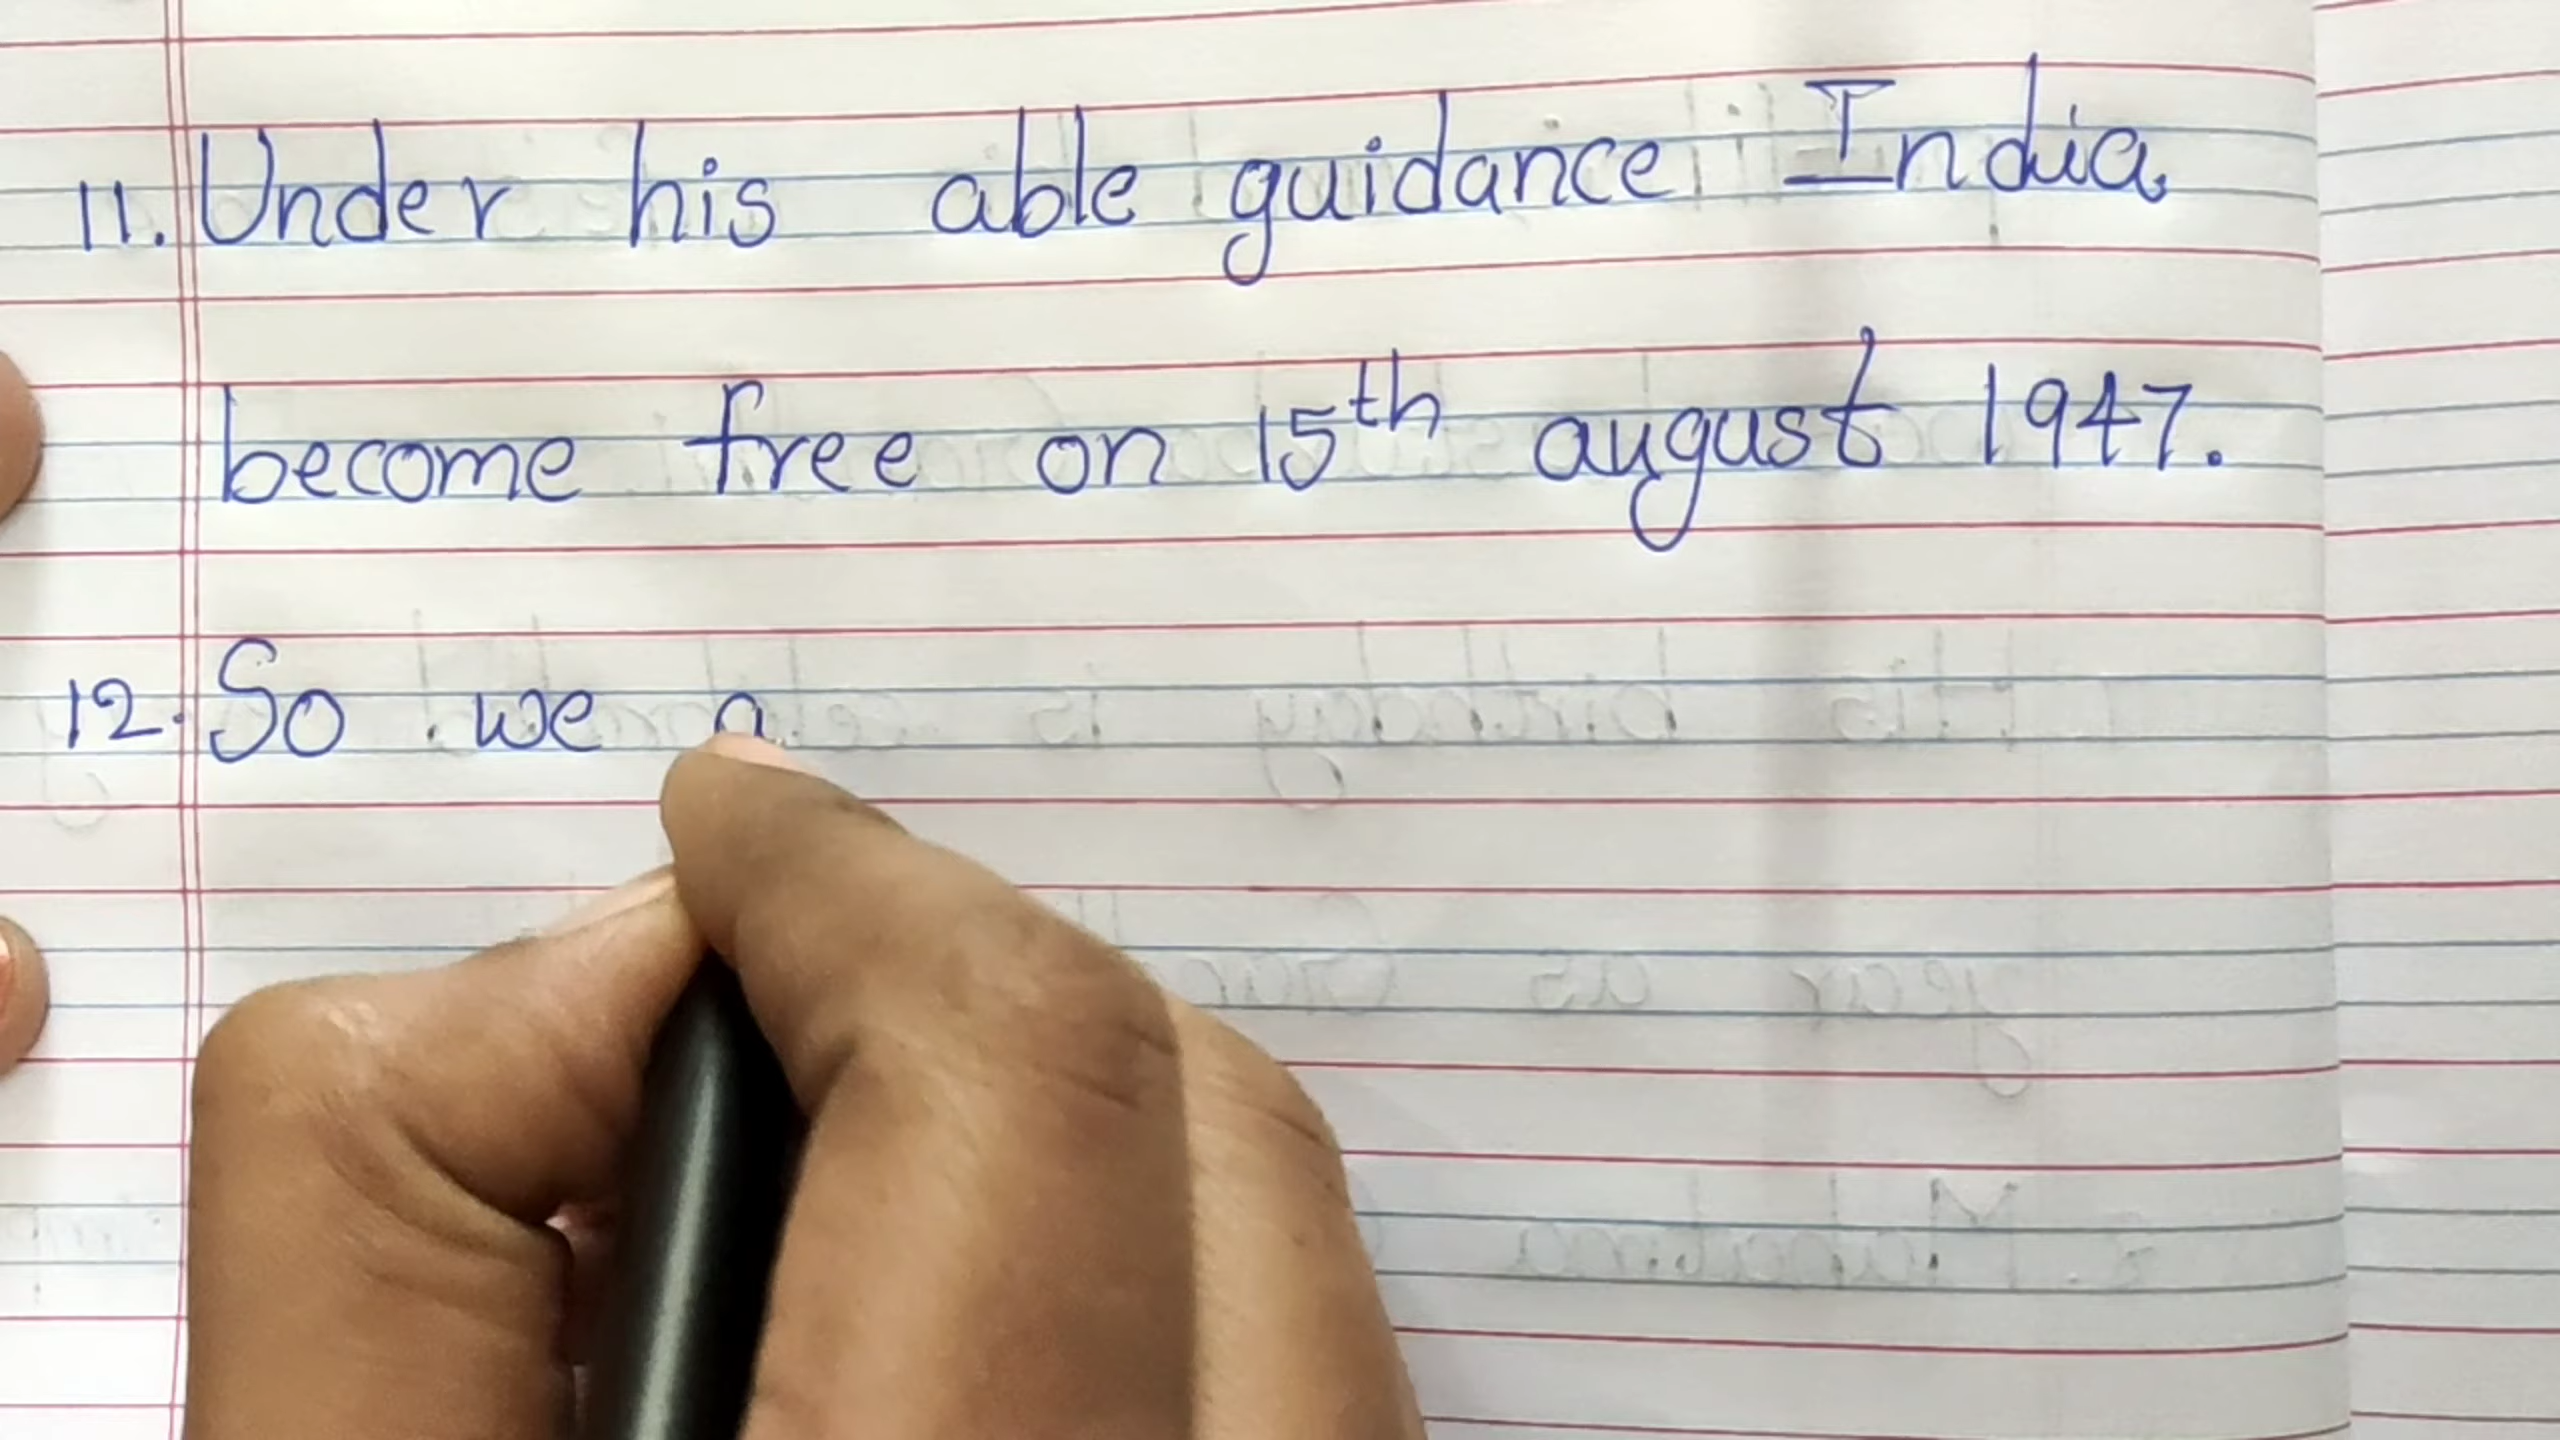 11. Under his able guidance India
become free on 15th august 1947.
12. So we a